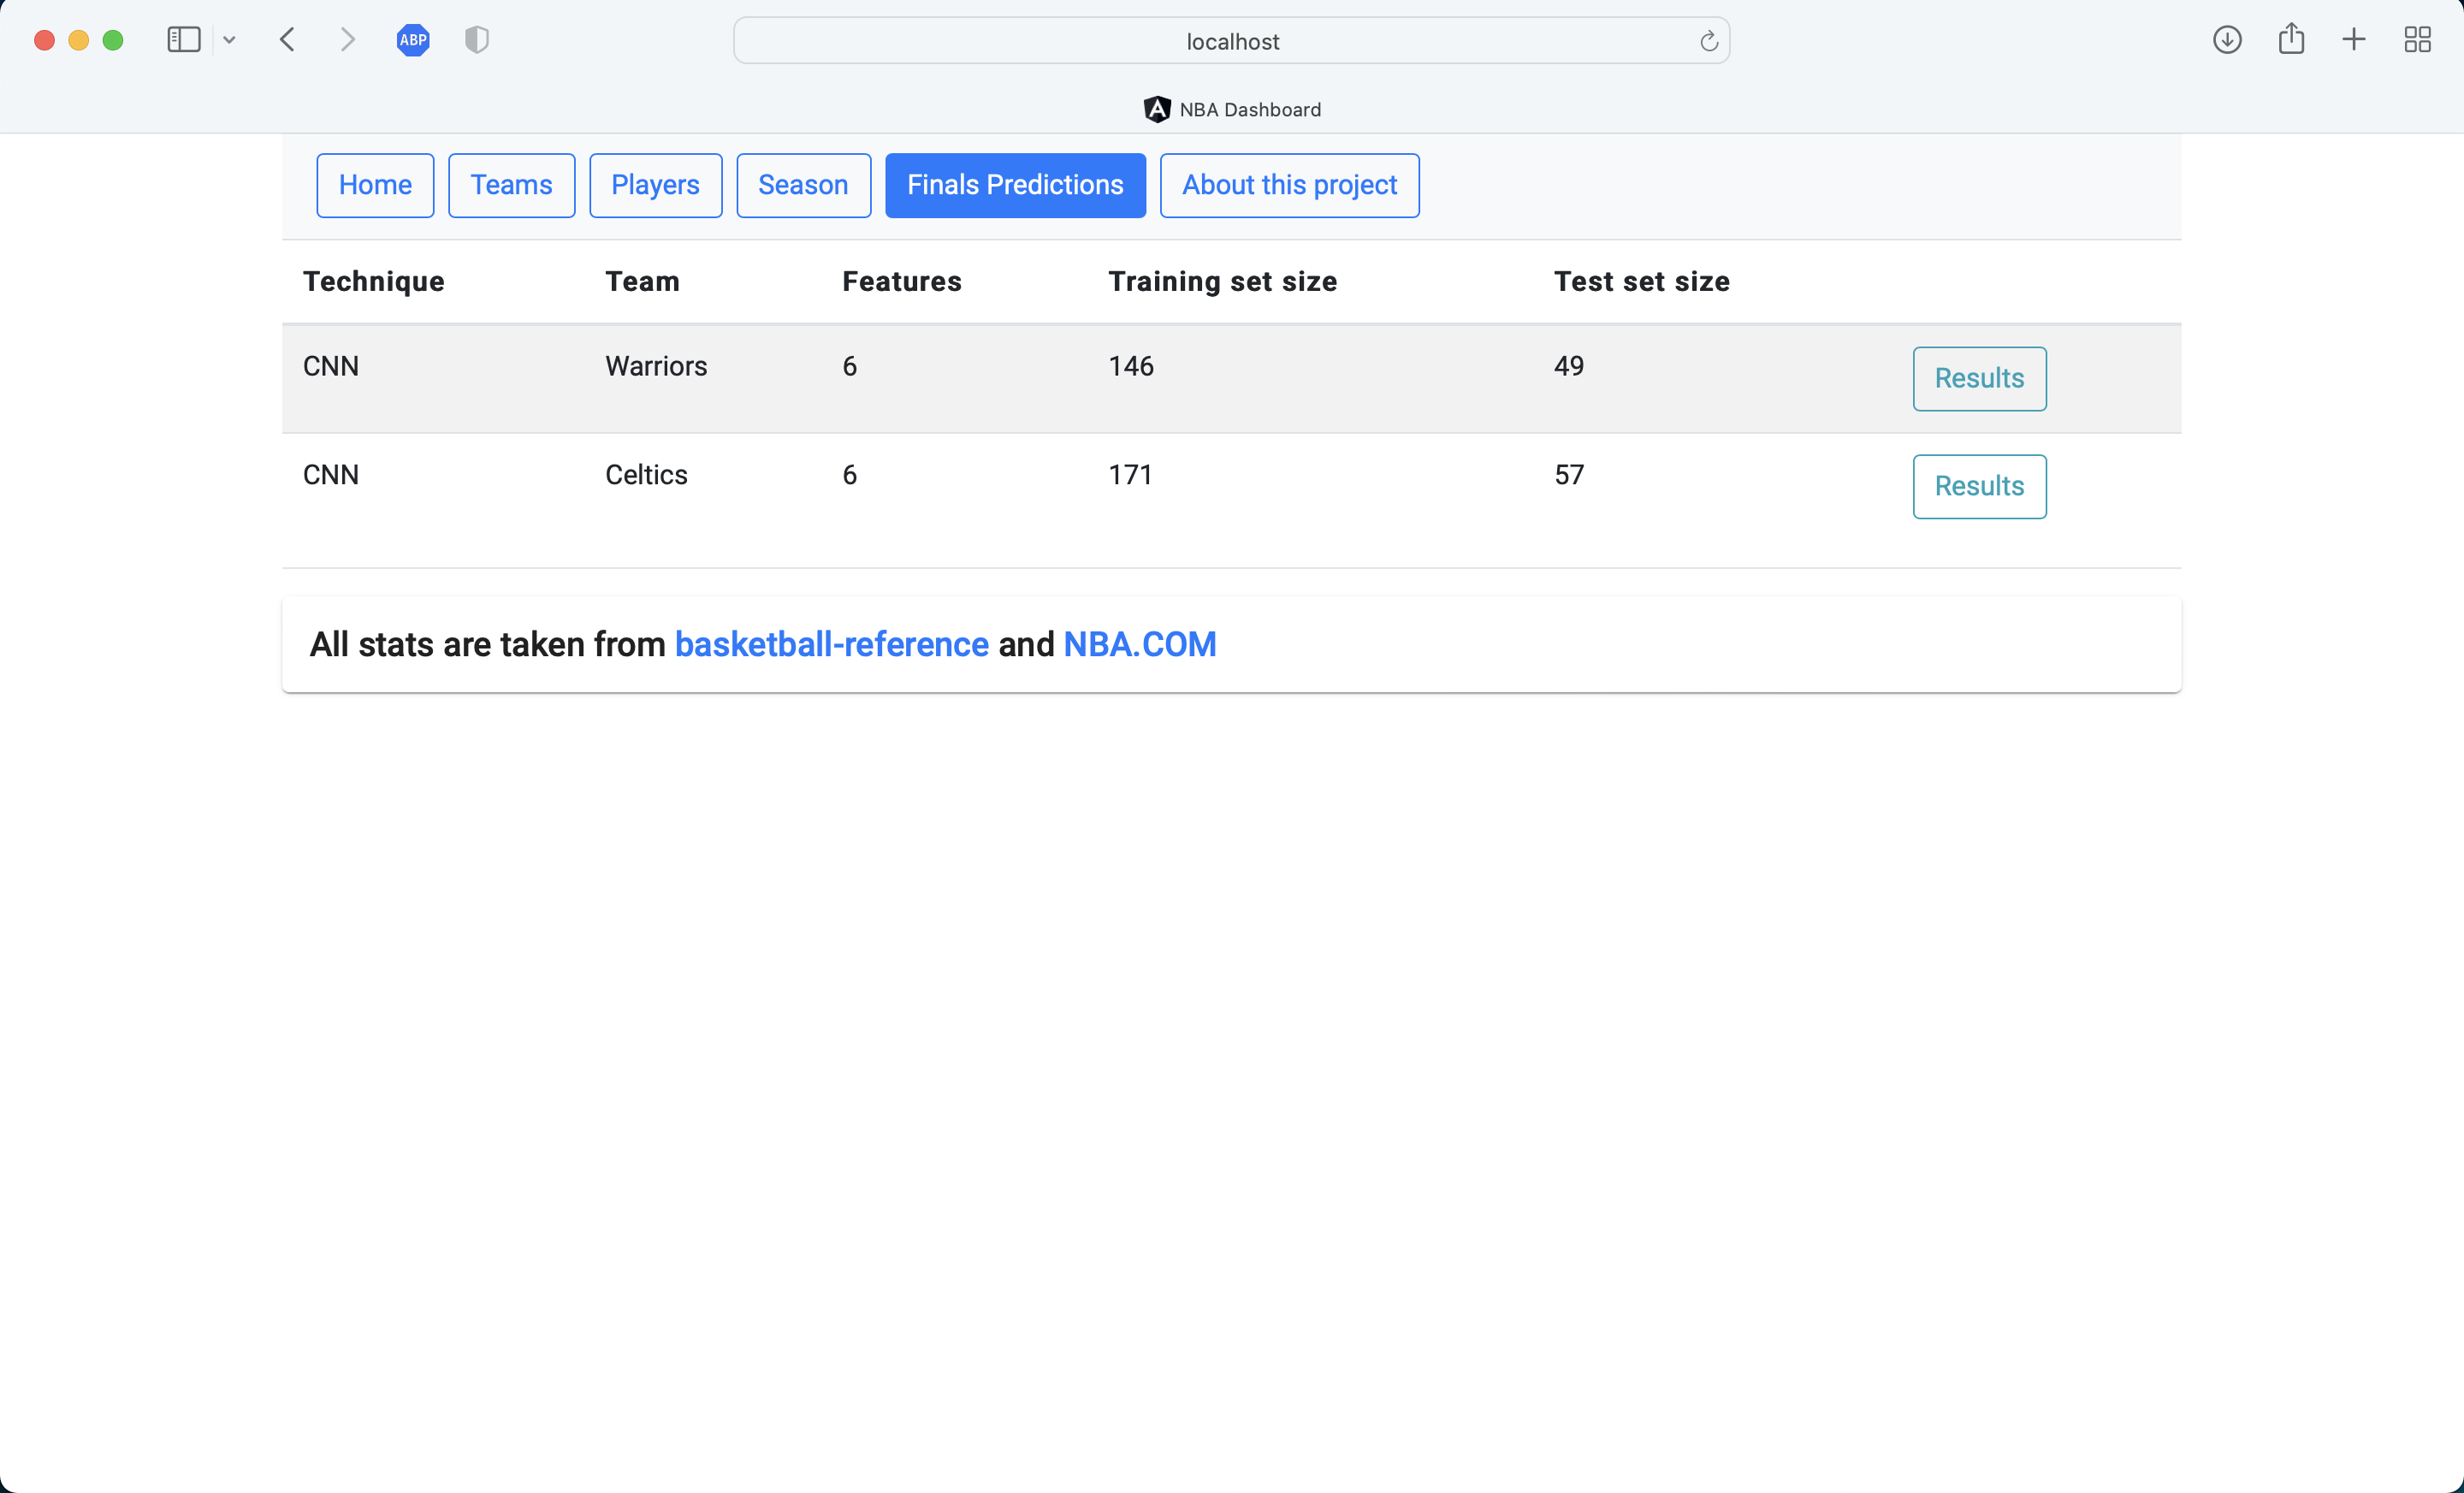 ABP
localhost
NBA Dashboard
Home Teams Players Season Finals Predictions About this project
Technique Team Features Training set size Test set size
CNN Warriors 6 146 49 Results
CNN Celtics 6 171 57 Results
All stats are taken from basketball-reference and NBA.COM